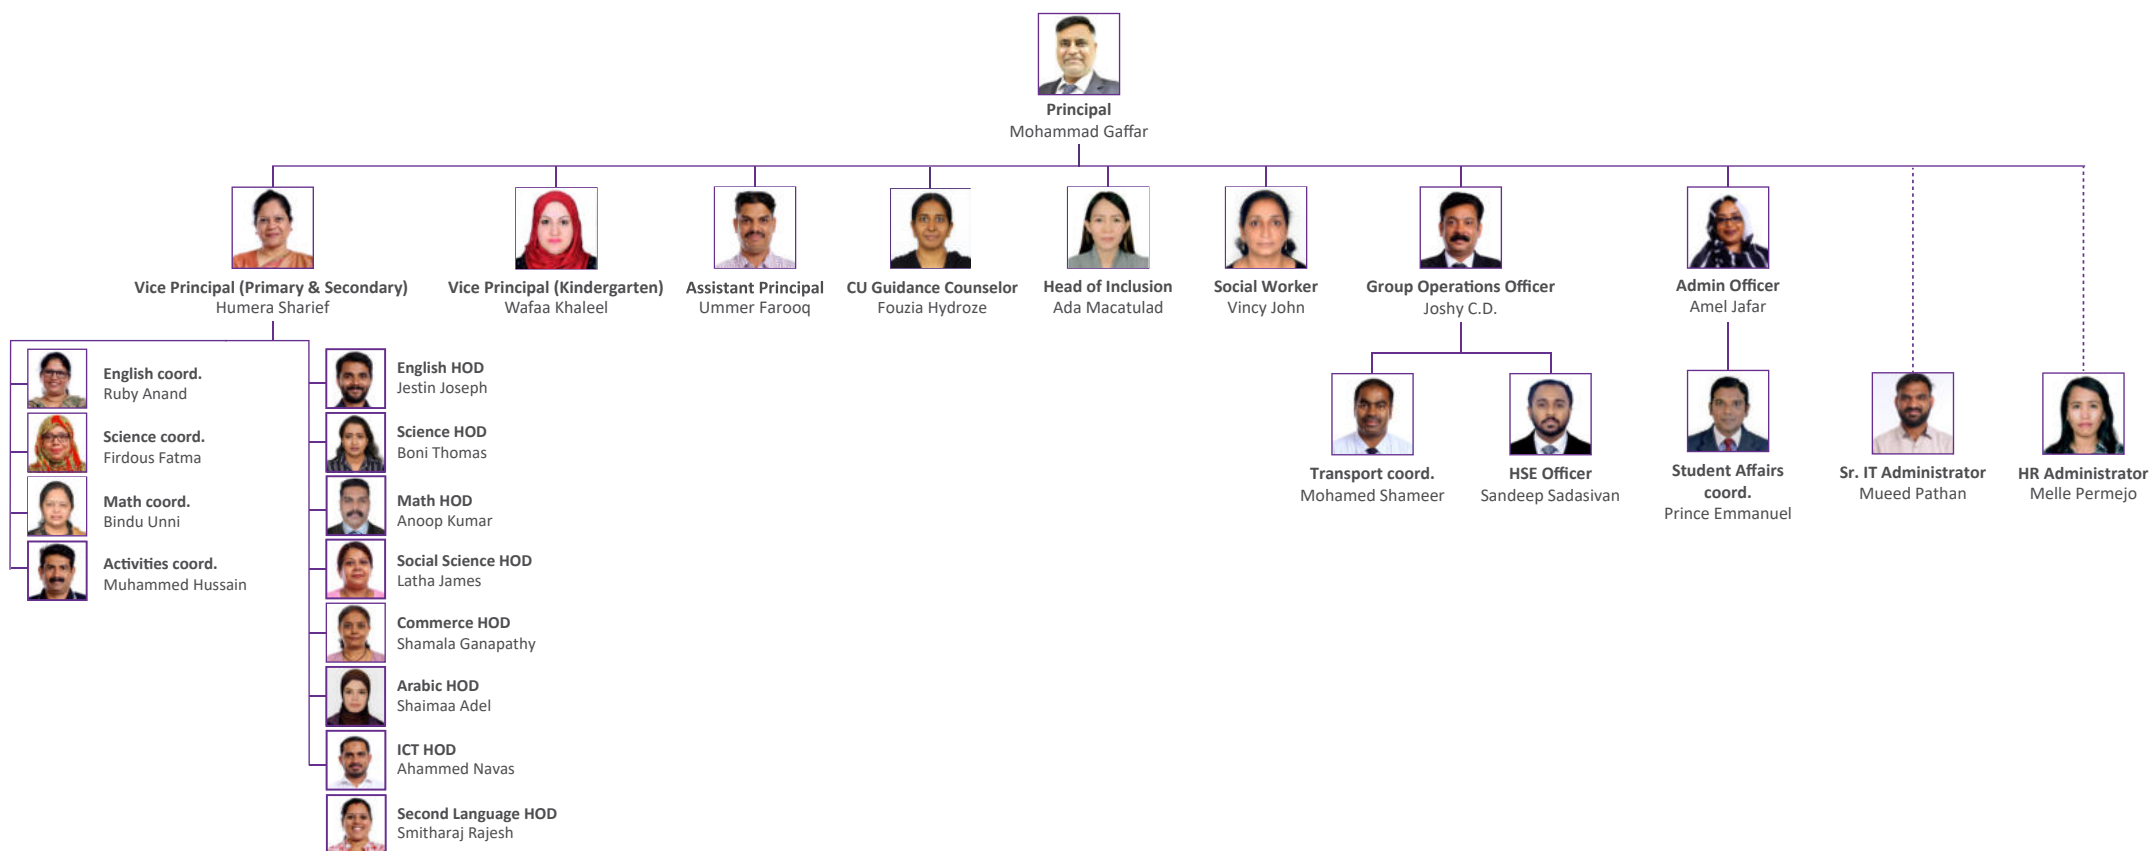 Principal
Mohammad Gaffar
Vice Principal (Primary & Secondary)
Humera Sharief
Vice Principal (Kindergarten)
Wafaa Khaleel
Assistant Principal
Ummer Farooq
CU Guidance Counselor
Fouzia Hydroze
Head of Inclusion
Ada Macatulad
Social Worker
Vincy John
Group Operations Officer
Joshy C.D.
Admin Officer
Amel Jafar
English coord.
Ruby Anand
Science coord.
Firdous Fatma
Math coord.
Bindu Unni
Activities coord.
Muhammed Hussain
English HOD
Jestin Joseph
Science HOD
Boni Thomas
Math HOD
Anoop Kumar
Social Science HOD
Latha James
Commerce HOD
Shamala Ganapathy
Arabic HOD
Shaimaa Adel
ICT HOD
Ahammed Navas
Second Language HOD
Smitharaj Rajesh
Transport coord.
Mohamed Shameer
HSE Officer
Sandeep Sadasivan
Student Affairs
coord.
Prince Emmanuel
Sr. IT Administrator
Mueed Pathan
HR Administrator
Melle Permejo